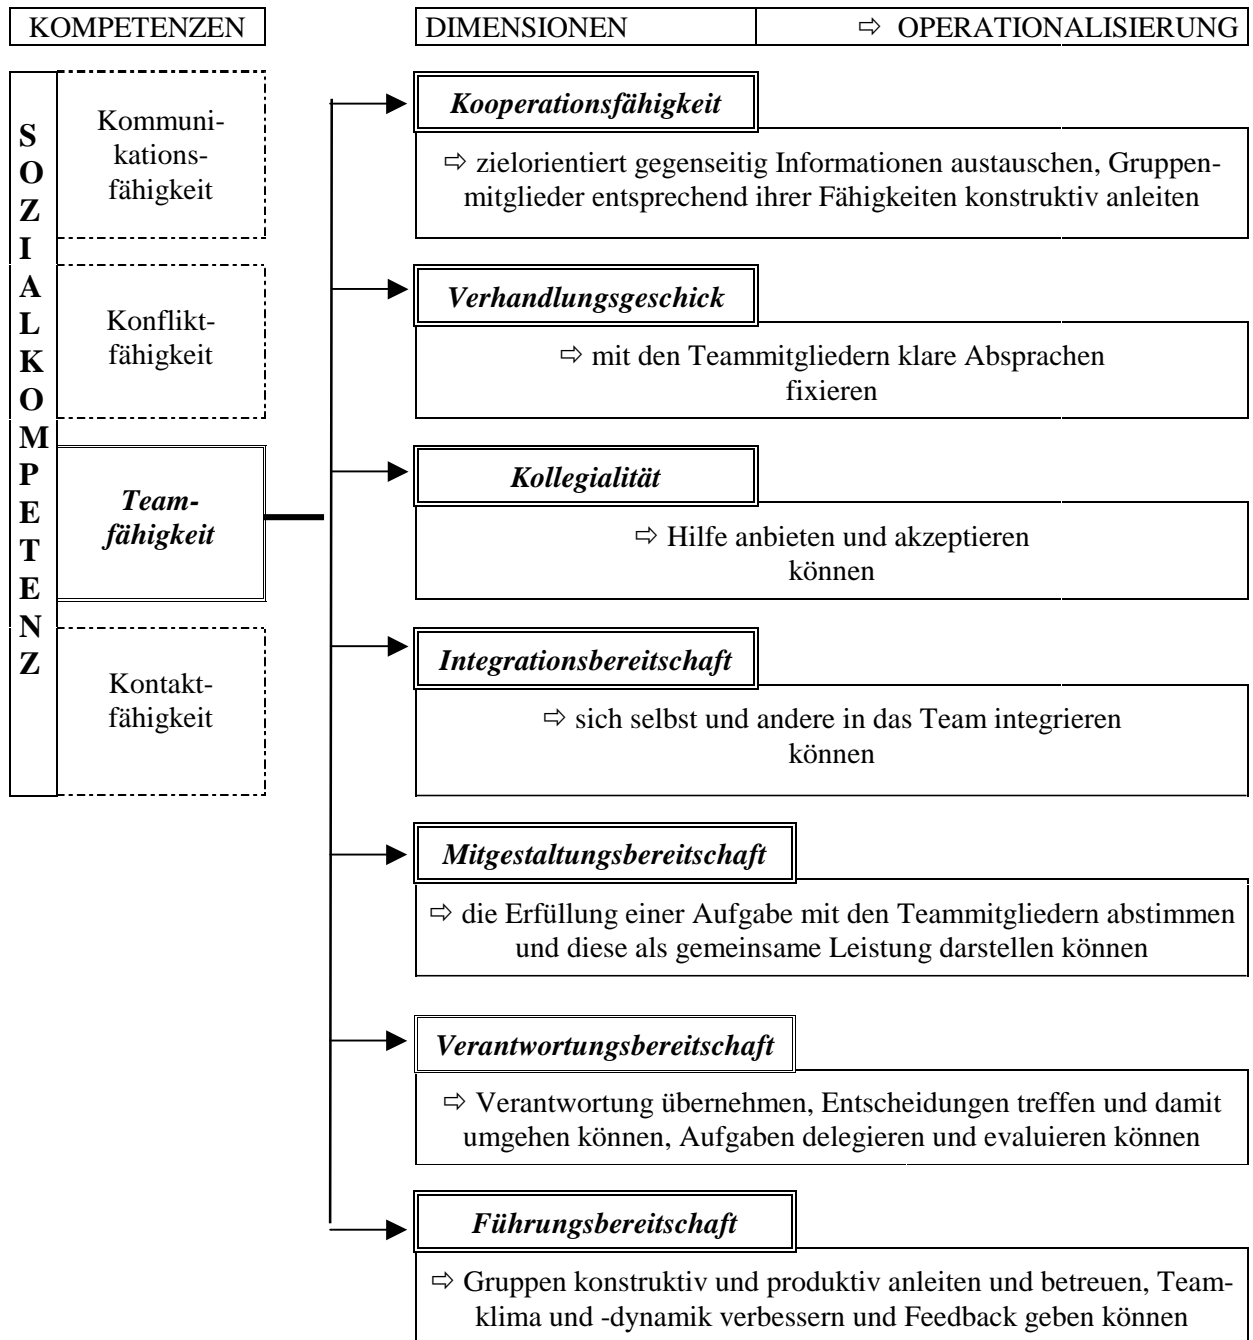 KOMPETENZEN
DIMENSIONEN
⇨ OPERATIONALISIERUNG
SOZIALKOMPETENZ
Kommuni-
kations-
fähigkeit
Konflikt-
fähigkeit
Team-
fähigkeit
Kontakt-
fähigkeit
Kooperationsfähigkeit
⇨ zielorientiert gegenseitig Informationen austauschen, Gruppen-
mitglieder entsprechend ihrer Fähigkeiten konstruktiv anleiten
Verhandlungsgeschick
⇨ mit den Teammitgliedern klare Absprachen
fixieren
Kollegialität
⇨ Hilfe anbieten und akzeptieren
können
Integrationsbereitschaft
⇨ sich selbst und andere in das Team integrieren
können
Mitgestaltungsbereitschaft
⇨ die Erfüllung einer Aufgabe mit den Teammitgliedern abstimmen
und diese als gemeinsame Leistung darstellen können
Verantwortungsbereitschaft
⇨ Verantwortung übernehmen, Entscheidungen treffen und damit
umgehen können, Aufgaben delegieren und evaluieren können
Führungsbereitschaft
⇨ Gruppen konstruktiv und produktiv anleiten und betreuen, Team-
klima und -dynamik verbessern und Feedback geben können